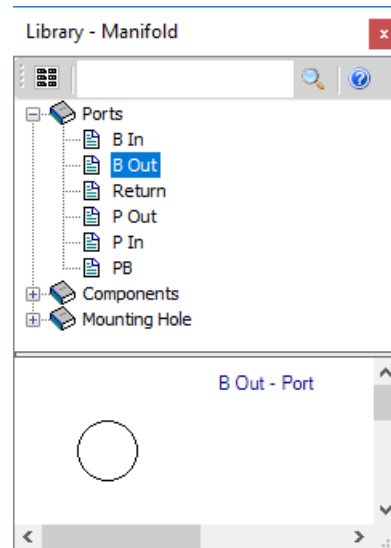 Library - Manifold
x
Ports
B In
B Out
Return
P Out
P In
PB
Components
Mounting Hole
B Out - Port